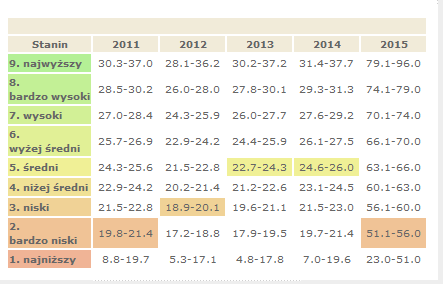 Stanin 2011 2012 2013 2014 2015
9. najwyższy 30.3-37.0 28.1-36.2 30.2-37.2 31.4-37.7 79.1-96.0
8.
bardzo wysoki 28.5-30.2 26.0-28.0 27.8-30.1 29.3-31.3 74.1-79.0
7. wysoki 27.0-28.4 24.3-25.9 26.0-27.7 27.6-29.2 70.1-74.0
6.
wyżej średni 25.7-26.9 22.9-24.2 24.4-25.9 26.1-27.5 66.1-70.0
5. średni 24.3-25.6 21.5-22.8 22.7-24.3 24.6-26.0 63.1-66.0
4. niżej średni 22.9-24.2 20.2-21.4 21.2-22.6 23.1-24.5 60.1-63.0
3. niski 21.5-22.8 18.9-20.1 19.6-21.1 21.5-23.0 56.1-60.0
2.
bardzo niski 19.8-21.4 17.2-18.8 17.9-19.5 19.7-21.4 51.1-56.0
1. najniższy 8.8-19.7 5.3-17.1 4.8-17.8 7.0-19.6 23.0-51.0